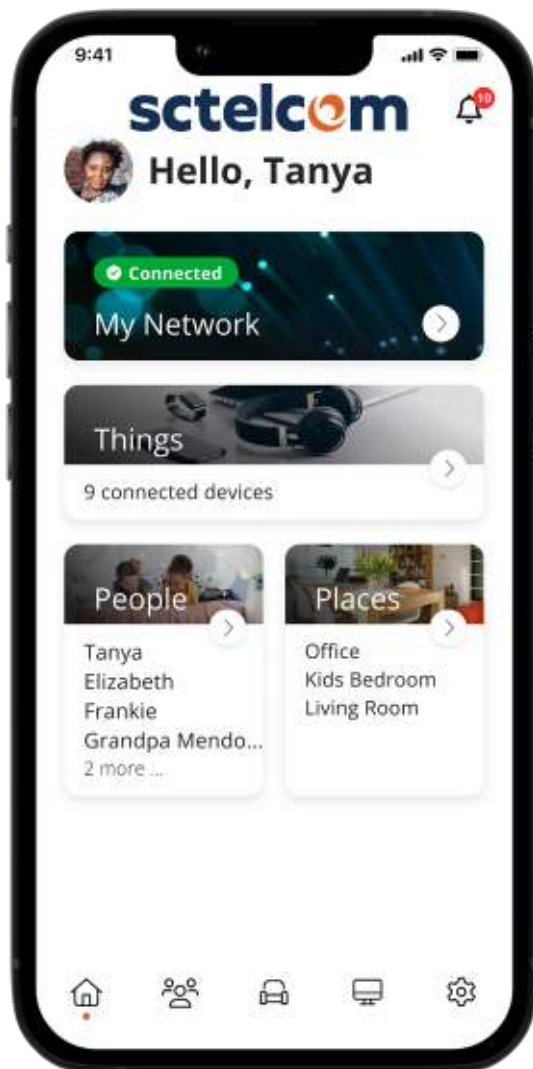 9:41
sctelcom
10
Hello, Tanya
Connected
My Network
Things
9 connected devices
People
Tanya
Elizabeth
Frankie
Grandpa Mendo...
2 more ...
Places
Office
Kids Bedroom
Living Room